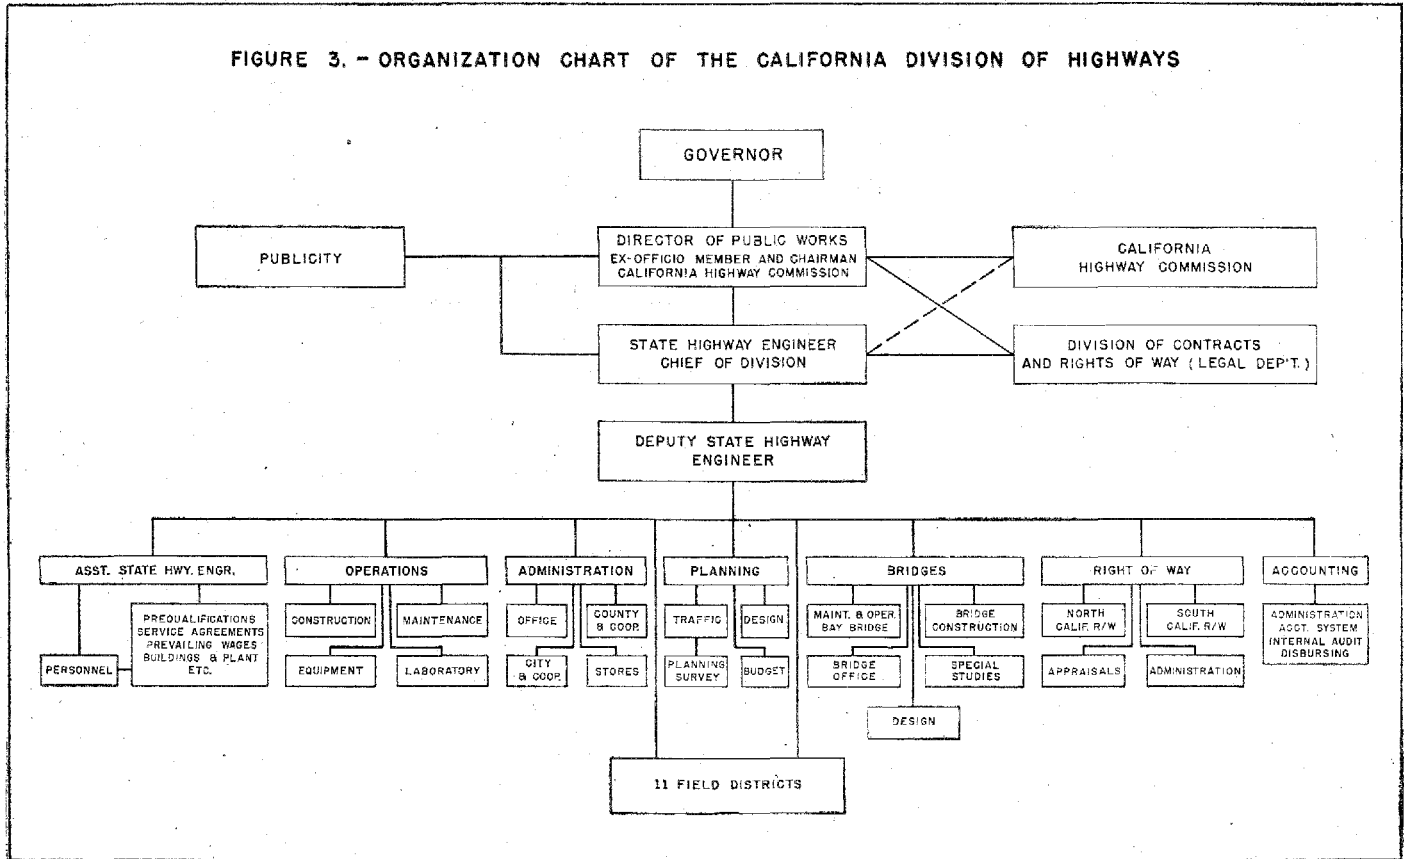 FIGURE 3. - ORGANIZATION CHART OF THE CALIFORNIA DIVISION OF HIGHWAYS
GOVERNOR
PUBLICITY
DIRECTOR OF PUBLIC WORKS
EX-OFFICIO MEMBER AND CHAIRMAN
CALIFORNIA HIGHWAY COMMISSION
CALIFORNIA
HIGHWAY COMMISSION
STATE HIGHWAY ENGINEER
CHIEF OF DIVISION
DIVISION OF CONTRACTS
AND RIGHTS OF WAY (LEGAL DEP'T.)
DEPUTY STATE HIGHWAY
ENGINEER
ASST. STATE HWY. ENGR.
PREQUALIFICATIONS
SERVICE AGREEMENTS
PREVAILING WAGES
BUILDINGS & PLANT
ETC.
PERSONNEL
OPERATIONS
CONSTRUCTION
MAINTENANCE
EQUIPMENT
LABORATORY
ADMINISTRATION
OFFICE
COUNTY
& COOP.
CITY
& COOP.
STORES
PLANNING
TRAFFIC
DESIGN
PLANNING
SURVEY
BUDGET
BRIDGES
MAINT. & OPER.
BAY BRIDGE
BRIDGE
CONSTRUCTION
BRIDGE
OFFICE
SPECIAL
STUDIES
DESIGN
RIGHT OF WAY
NORTH
CALIF. R/W
SOUTH
CALIF. R/W
APPRAISALS
ADMINISTRATION
ACCOUNTING
ADMINISTRATION
ACCT. SYSTEM
INTERNAL AUDIT
DISBURSING
11 FIELD DISTRICTS